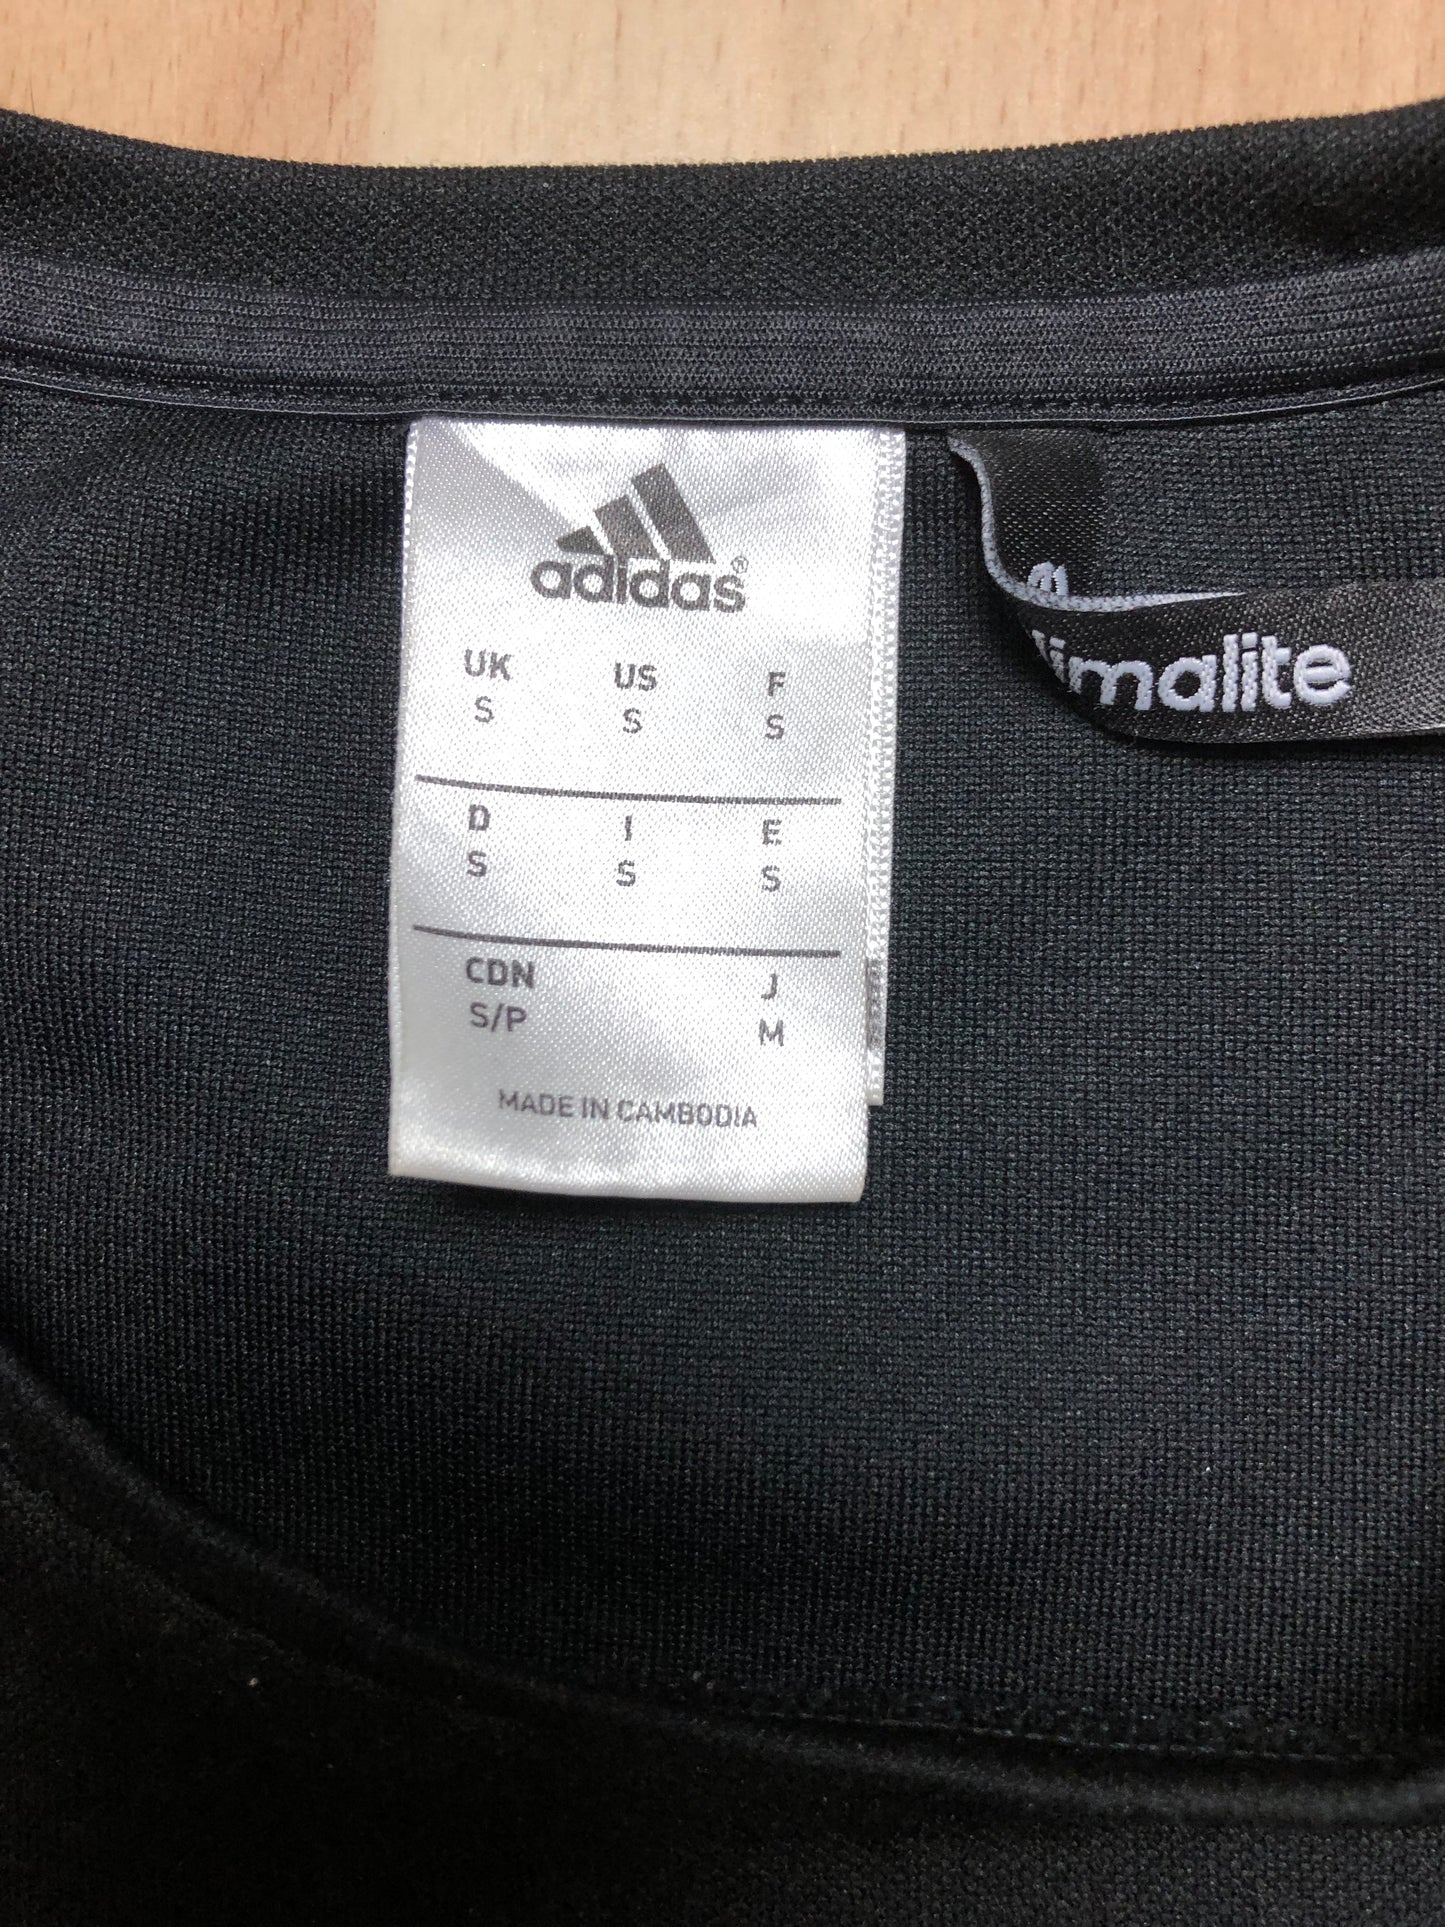 adidas®
UK US F
S S S
D I E
S S S
CDN J
S/P M
MADE IN CAMBODIA
limalite